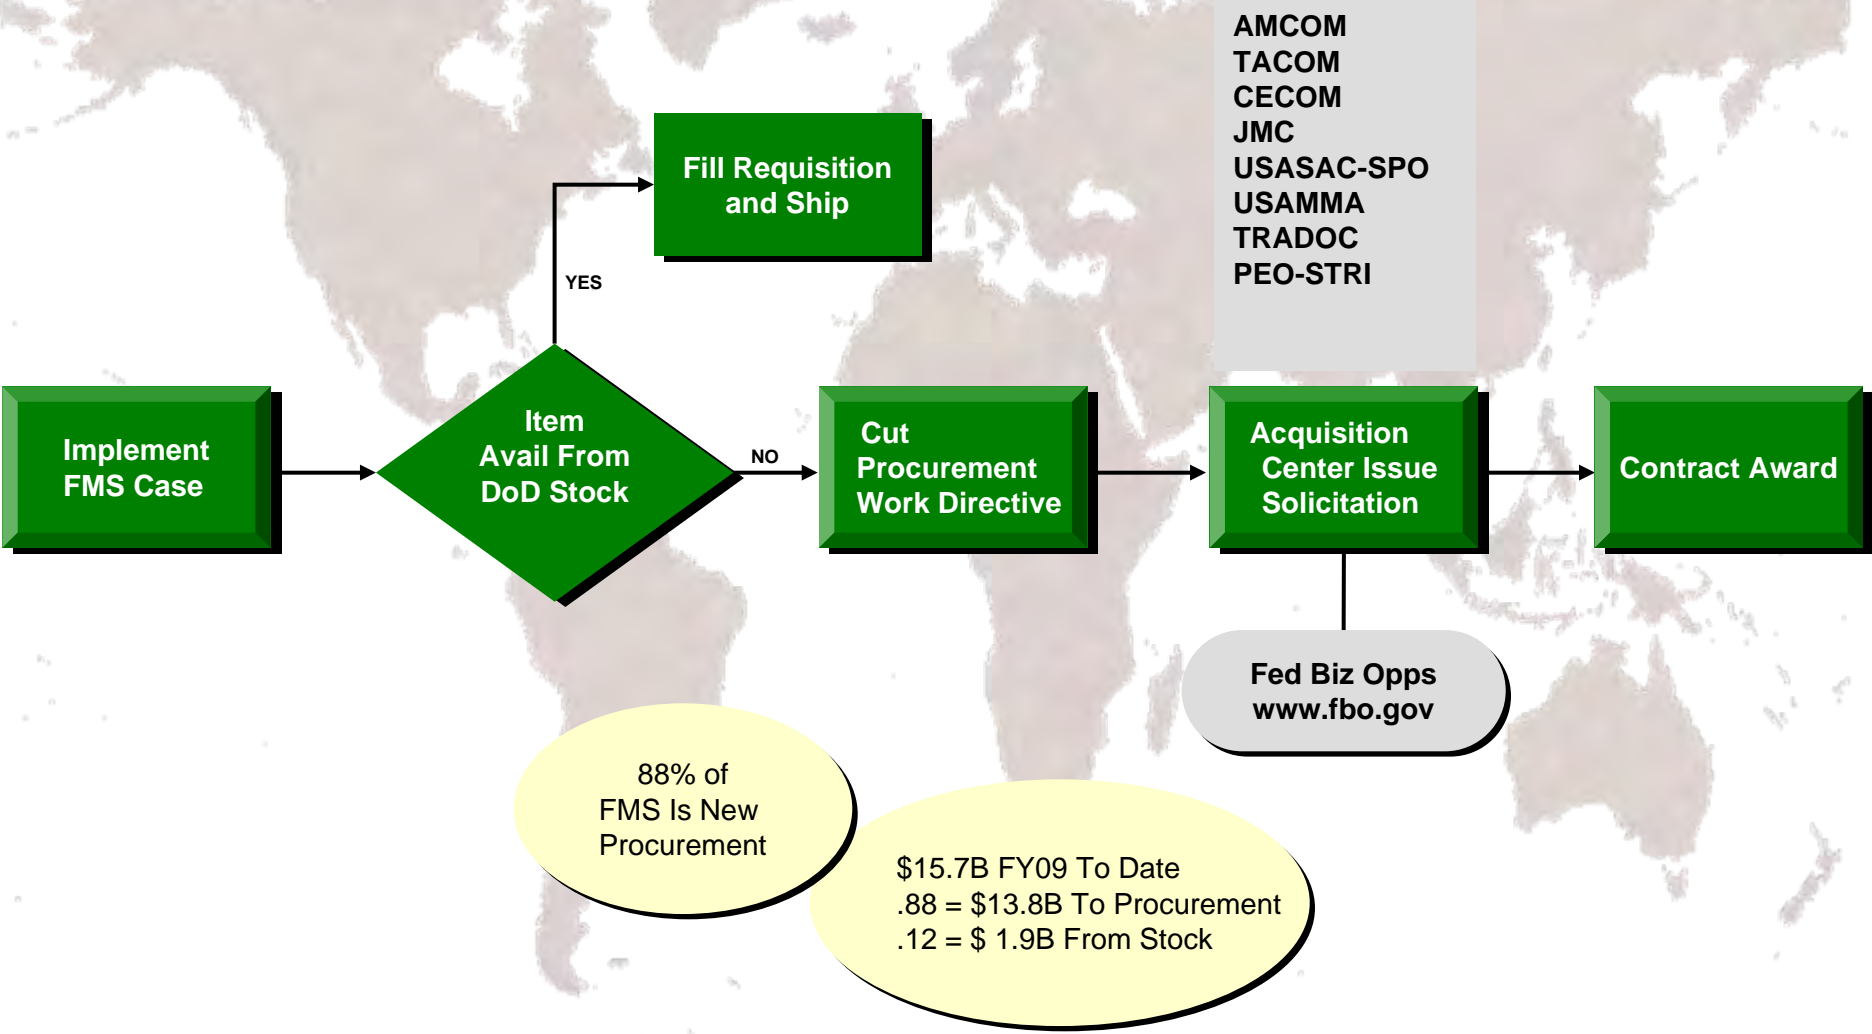 AMCOM
TACOM
CECOM
JMC
USASAC-SPO
USAMMA
TRADOC
PEO-STRI
Fill Requisition
and Ship
YES
Implement
FMS Case
Item
Avail From
DoD Stock
NO
Cut
Procurement
Work Directive
Acquisition
Center Issue
Solicitation
Contract Award
Fed Biz Opps
www.fbo.gov
88% of
FMS Is New
Procurement
$15.7B FY09 To Date
.88 = $13.8B To Procurement
.12 = $ 1.9B From Stock